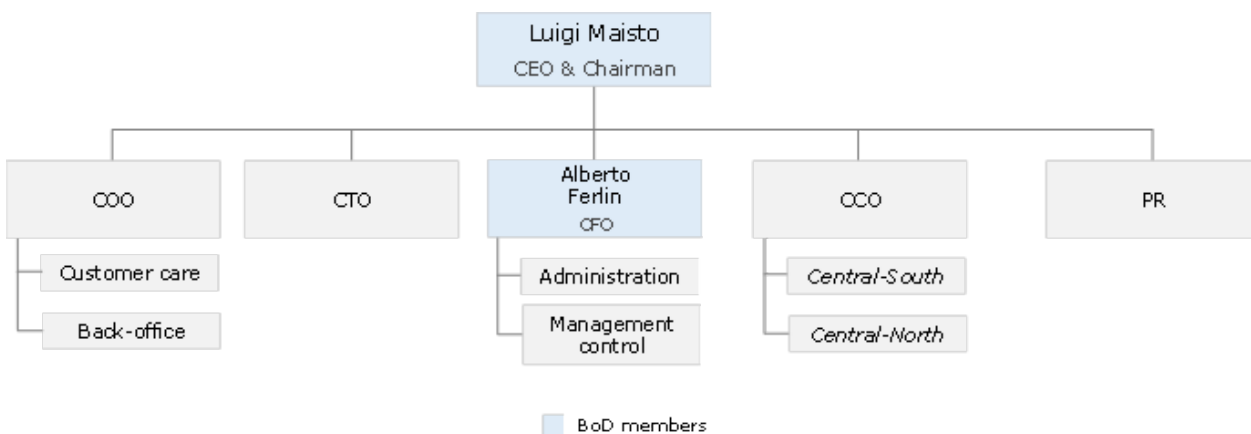 Luigi Maisto
CEO & Chairman
COO
CTO
Alberto
Ferlin
CFO
CCO
PR
Customer care
Back-office
Administration
Management
control
Central-South
Central-North
BoD members